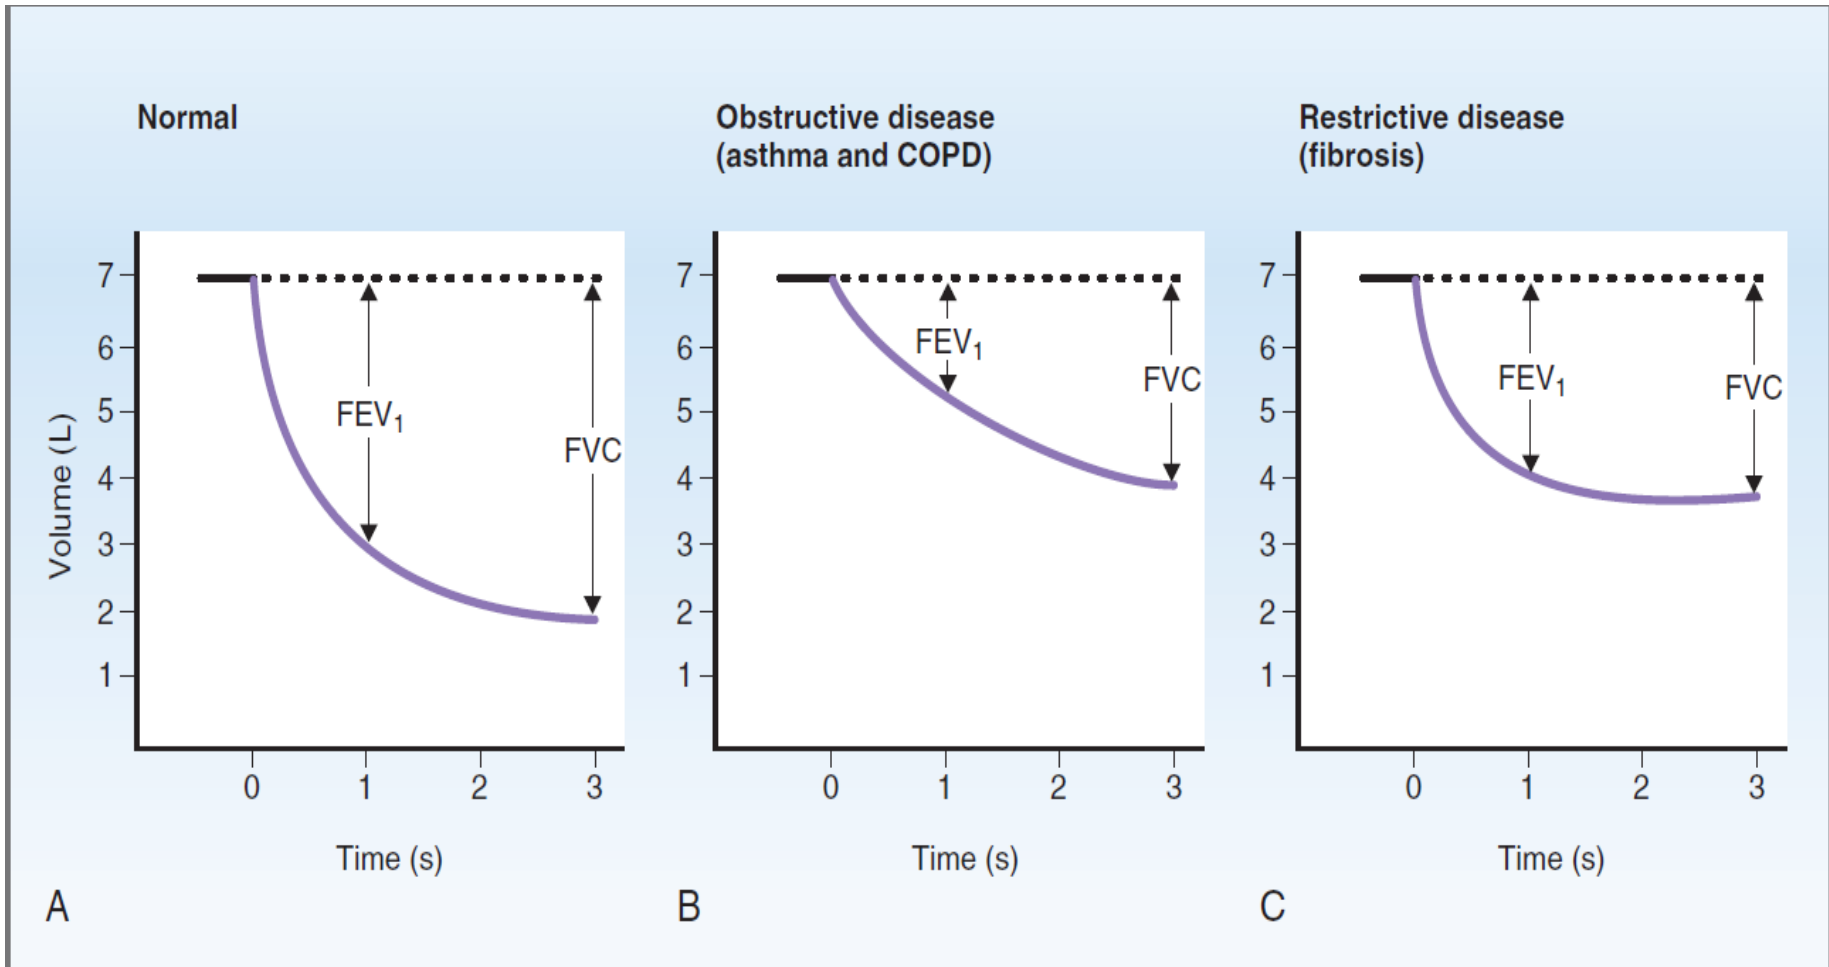 Normal
Obstructive disease
(asthma and COPD)
Restrictive disease
(fibrosis)
Volume (L)
7
6
5
4
3
2
1
FEV₁
FVC
0 1 2 3
Time (s)
A
7
6
5
4
3
2
1
FEV₁
FVC
0 1 2 3
Time (s)
B
7
6
5
4
3
2
1
FEV₁
FVC
0 1 2 3
Time (s)
C